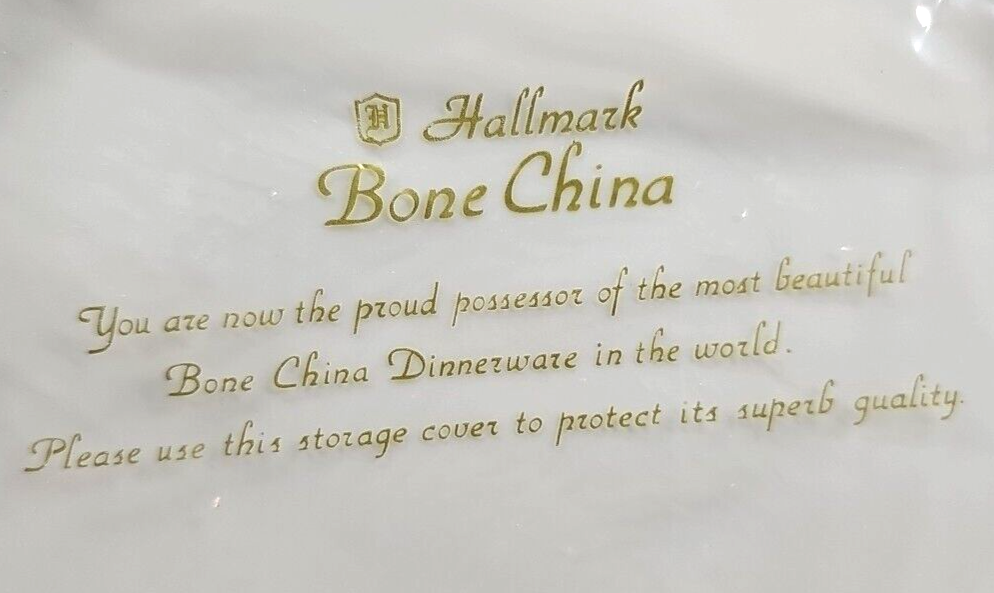 H Hallmark
Bone China
You are now the proud possessor of the most beautiful
Bone China Dinnerware in the world.
Please use this storage cover to protect its superb quality.